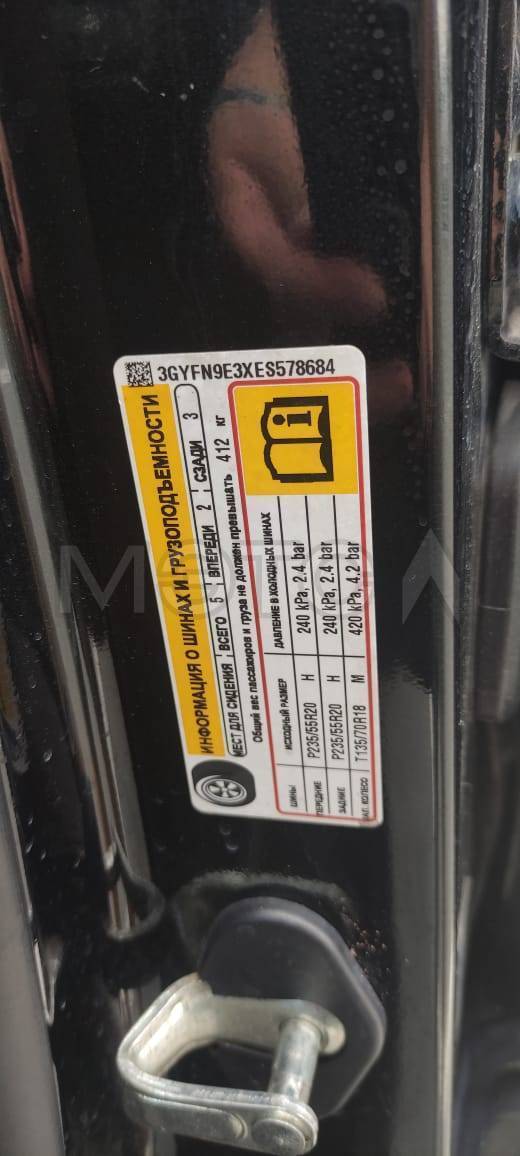 3GYFN9E3XES578684
ИНФОРМАЦИЯ О ШИНАХ И ГРУЗОПОДЪЕМНОСТИ
МЕСТ ДЛЯ СИДЕНИЯ ВСЕГО 5 ВПЕРЕДИ 2 СЗАДИ 3
Общий вес пассажиров и груза не должен превышать 412 кг
ШИНЫ ИСХОДНЫЙ РАЗМЕР ДАВЛЕНИЕ В ХОЛОДНЫХ ШИНАХ
ПЕРЕДНИЕ P235/55R20 H 240 kPa, 2.4 bar
ЗАДНИЕ P235/55R20 H 240 kPa, 2.4 bar
ЗАП. КОЛЕСО T135/70R18 M 420 kPa, 4.2 bar